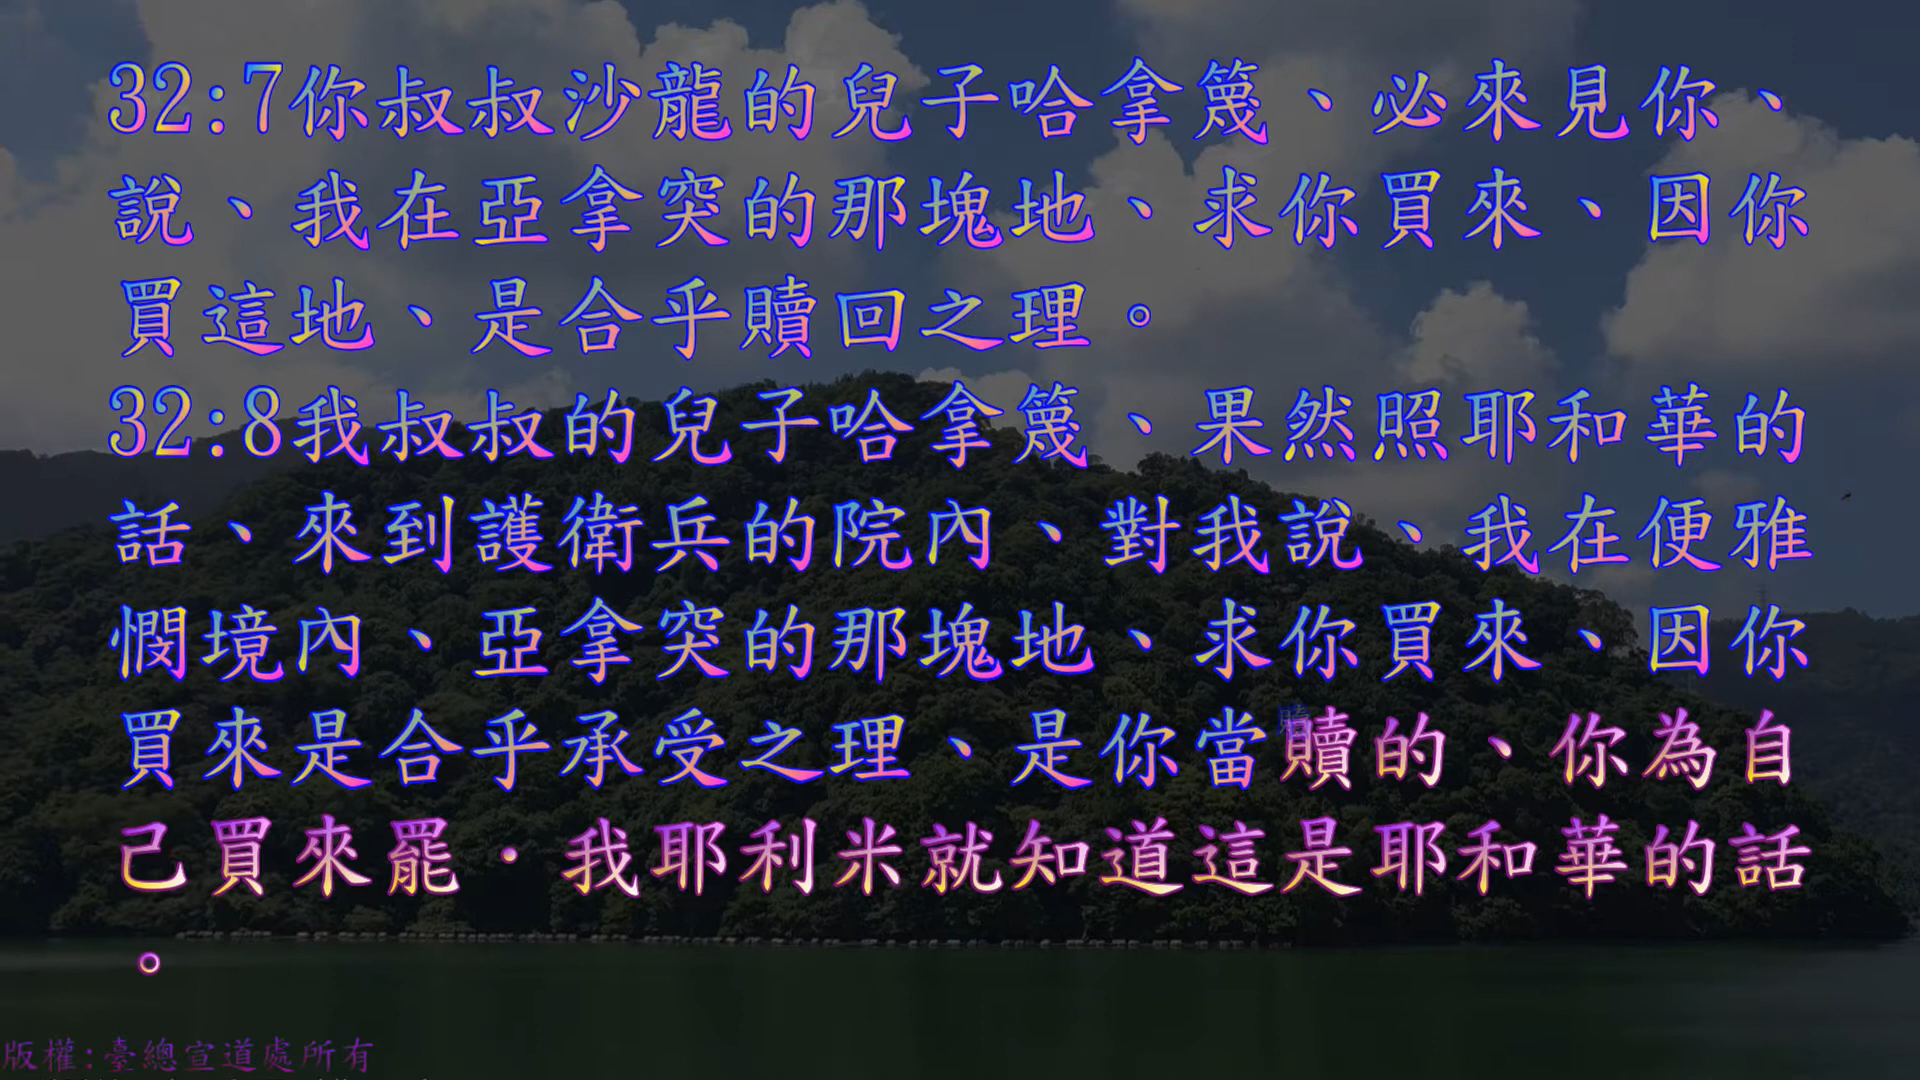 32:7你叔叔沙龍的兒子哈拿篾、必來見你、
說、我在亞拿突的那塊地、求你買來、因你
買這地、是合乎贖回之理。
32:8我叔叔的兒子哈拿篾、果然照耶和華的
話、來到護衛兵的院內、對我說、我在便雅
憫境內、亞拿突的那塊地、求你買來、因你
買來是合乎承受之理、是你當贖的、你為自
己買來罷．我耶利米就知道這是耶和華的話
。
版權:臺總宣道處所有